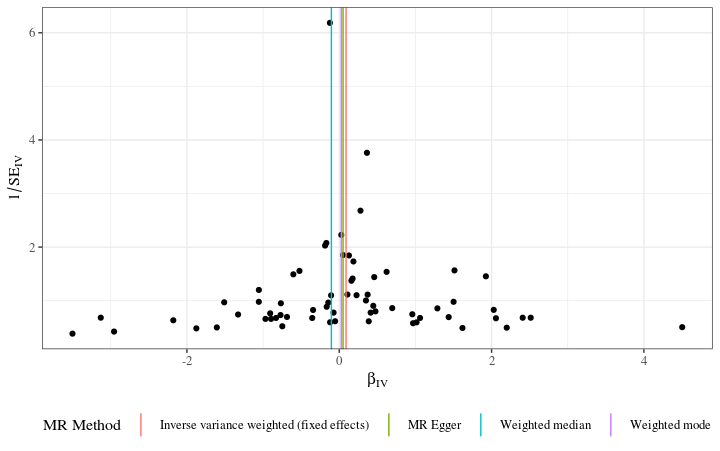 6
4
2
1/SE_IV
-2
0
2
4
β_IV
MR Method Inverse variance weighted (fixed effects) MR Egger Weighted median Weighted mode